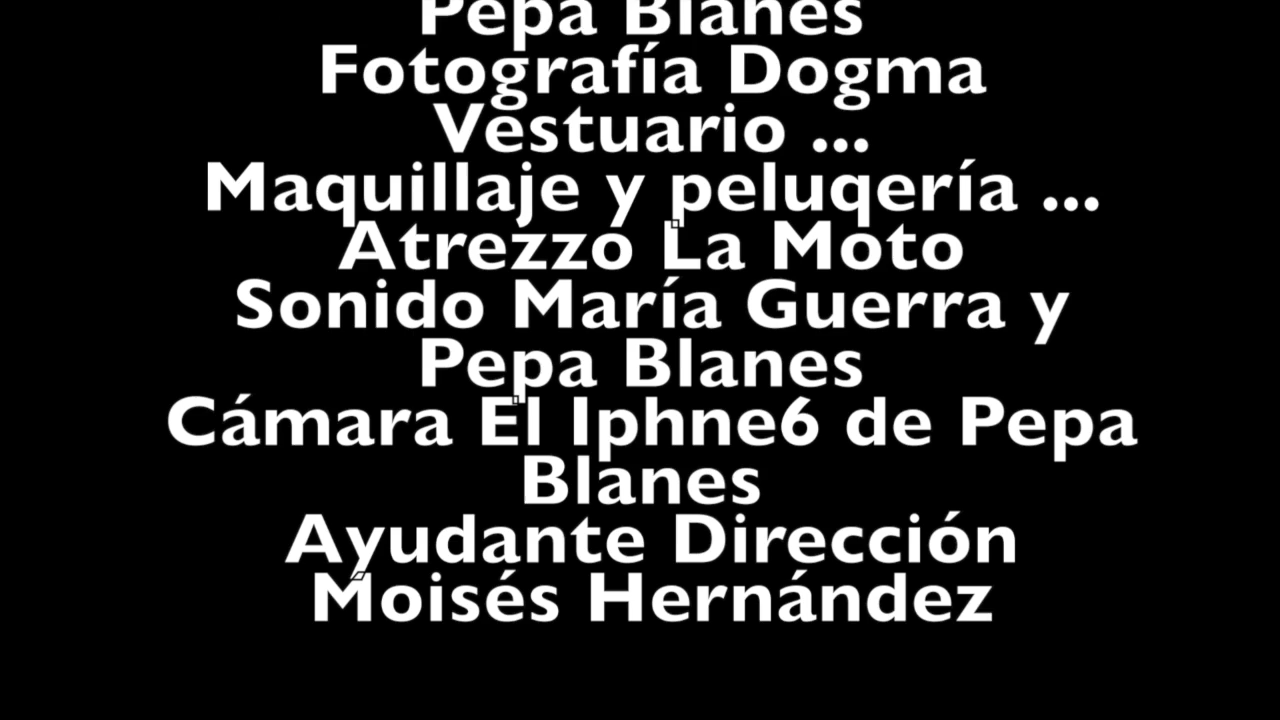 Pepa Blanes
Fotografía Dogma
Vestuario ...
Maquillaje y peluqería ...
Atrezzo La Moto
Sonido María Guerra y
Pepa Blanes
Cámara El Iphne6 de Pepa
Blanes
Ayudante Dirección
Moisés Hernández